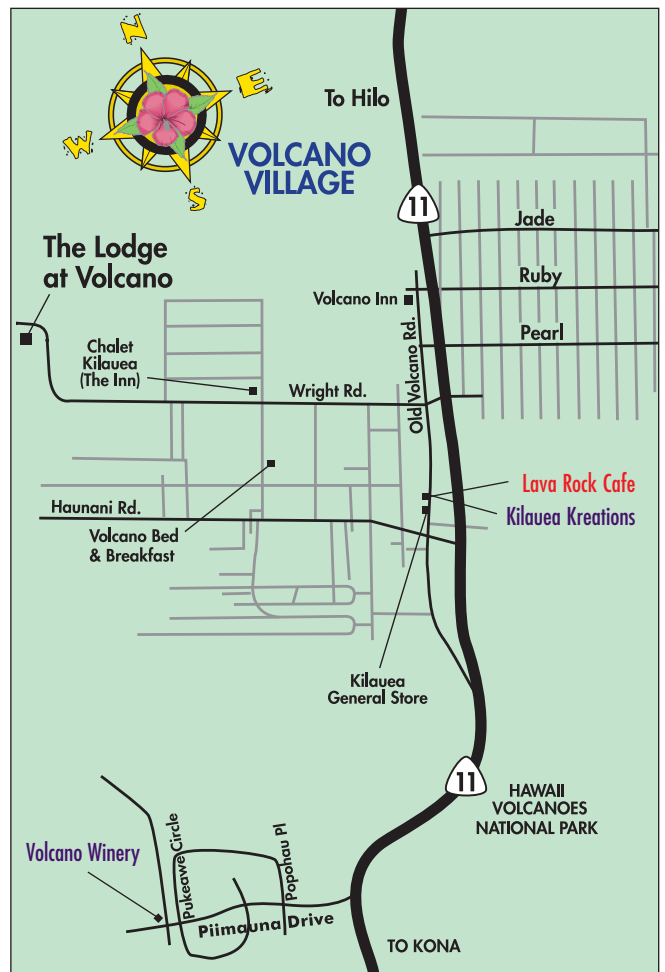 N
E
W
S
VOLCANO
VILLAGE
To Hilo
11
Jade
Ruby
Pearl
The Lodge
at Volcano
Volcano Inn
Old Volcano Rd.
Chalet
Kilauea
(The Inn)
Wright Rd.
Lava Rock Cafe
Kilauea Kreations
Haunani Rd.
Volcano Bed
& Breakfast
Kilauea
General Store
11
HAWAII
VOLCANOES
NATIONAL PARK
Volcano Winery
Pukeawe Circle
Popohau Pl
Piimauna Drive
TO KONA